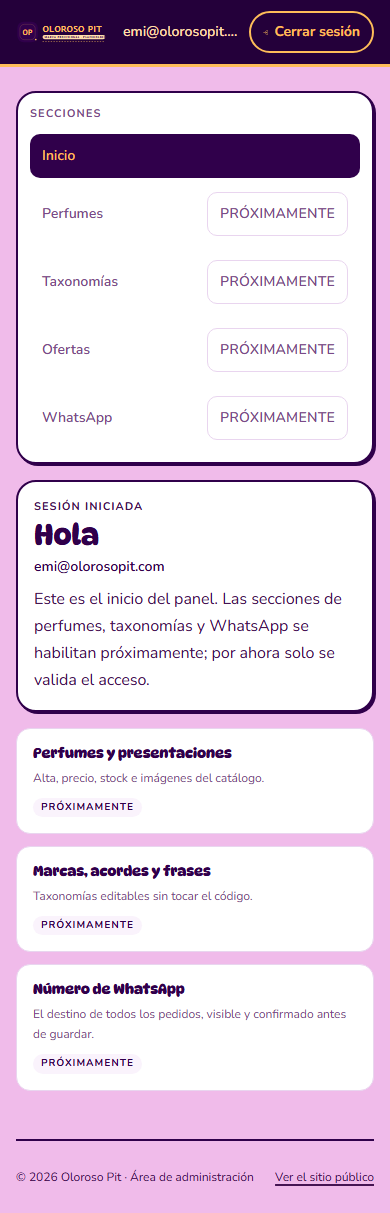 OP
OLOROSO PIT
emi@olorosopit....
Cerrar sesión
SECCIONES
Inicio
Perfumes
PRÓXIMAMENTE
Taxonomías
PRÓXIMAMENTE
Ofertas
PRÓXIMAMENTE
WhatsApp
PRÓXIMAMENTE
SESIÓN INICIADA
Hola
emi@olorosopit.com
Este es el inicio del panel. Las secciones de
perfumes, taxonomías y WhatsApp se
habilitan próximamente; por ahora solo se
valida el acceso.
Perfumes y presentaciones
Alta, precio, stock e imágenes del catálogo.
PRÓXIMAMENTE
Marcas, acordes y frases
Taxonomías editables sin tocar el código.
PRÓXIMAMENTE
Número de WhatsApp
El destino de todos los pedidos, visible y confirmado antes
de guardar.
PRÓXIMAMENTE
© 2026 Oloroso Pit · Área de administración
Ver el sitio público